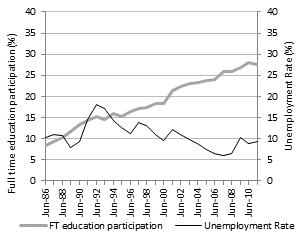 Full time education participation (%)
40
35
30
25
20
15
10
5
0
40
35
30
25
20
15
10
5
0
Unemployment Rate (%)
Jun-86
Jun-88
Jun-90
Jun-92
Jun-94
Jun-96
Jun-98
Jun-00
Jun-02
Jun-04
Jun-06
Jun-08
Jun-10
FT education participation
Unemployment Rate